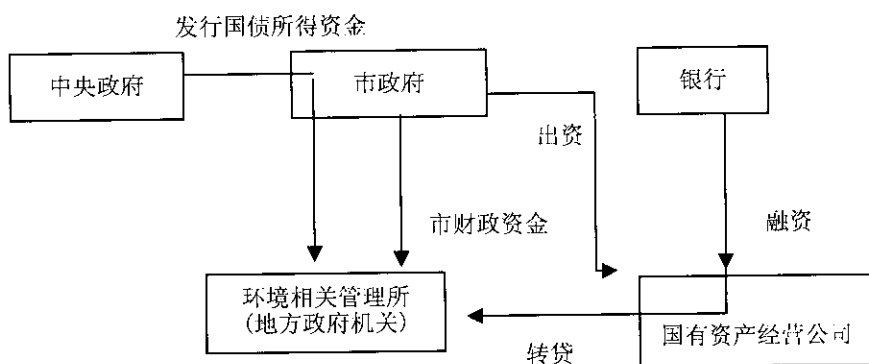 发行国债所得资金
中央政府
市政府
银行
出资
市财政资金
融资
环境相关管理所
(地方政府机关)
国有资产经营公司
转贷